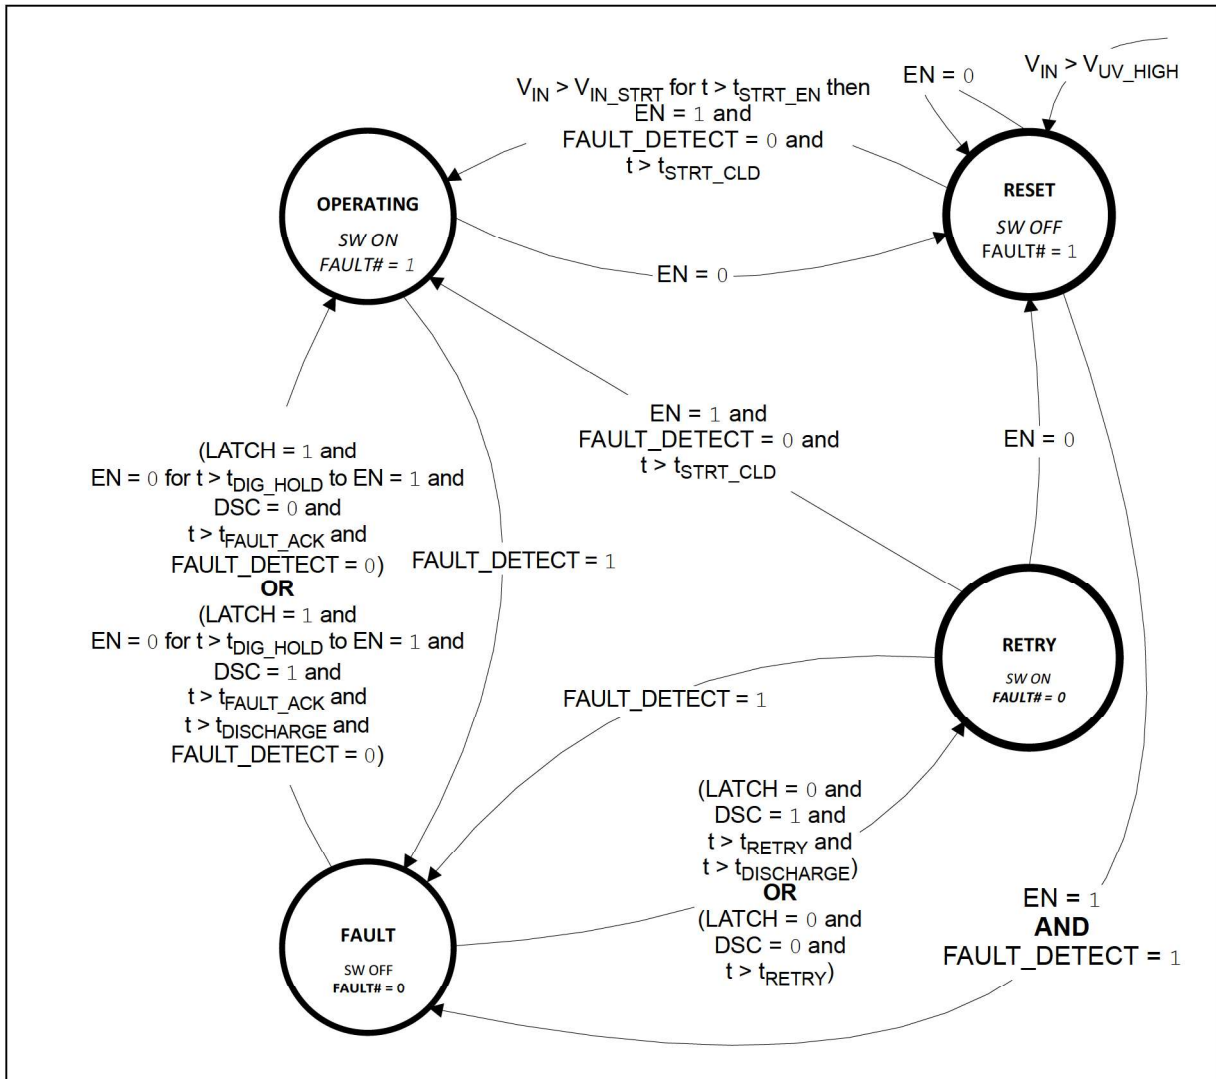 V_IN > V_UV_HIGH
EN = 0
V_IN > V_IN_STRT for t > t_STRT_EN then
EN = 1 and
FAULT_DETECT = 0 and
t > t_STRT_CLD
OPERATING
SW ON
FAULT# = 1
RESET
SW OFF
FAULT# = 1
EN = 0
EN = 1 and
FAULT_DETECT = 0 and
t > t_STRT_CLD
EN = 0
(LATCH = 1 and
EN = 0 for t > t_DIG_HOLD to EN = 1 and
DSC = 0 and
t > t_FAULT_ACK and
FAULT_DETECT = 0)
OR
(LATCH = 1 and
EN = 0 for t > t_DIG_HOLD to EN = 1 and
DSC = 1 and
t > t_FAULT_ACK and
t > t_DISCHARGE and
FAULT_DETECT = 0)
FAULT_DETECT = 1
RETRY
SW ON
FAULT# = 0
FAULT_DETECT = 1
(LATCH = 0 and
DSC = 1 and
t > t_RETRY and
t > t_DISCHARGE)
OR
(LATCH = 0 and
DSC = 0 and
t > t_RETRY)
FAULT
SW OFF
FAULT# = 0
EN = 1
AND
FAULT_DETECT = 1